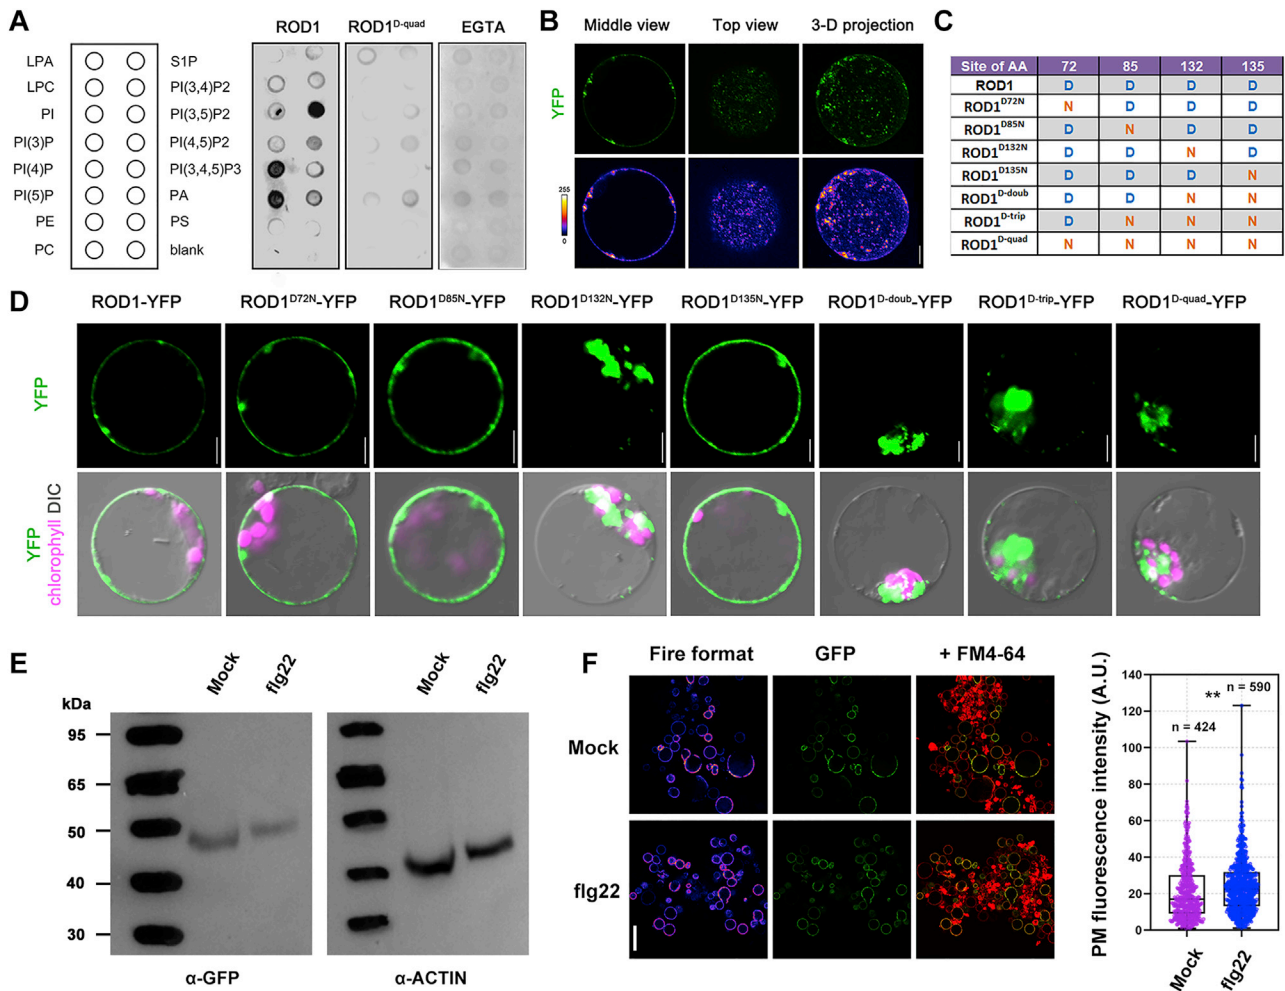 A
ROD1 ROD1D-quad EGTA
LPA S1P
LPC PI(3,4)P2
PI PI(3,5)P2
PI(3)P PI(4,5)P2
PI(4)P PI(3,4,5)P3
PI(5)P PA
PE PS
PC blank
B
Middle view Top view 3-D projection
YFP
255
0
C
Site of AA 72 85 132 135
ROD1 D D D D
ROD1D72N N D D D
ROD1D85N D N D D
ROD1D132N D D N D
ROD1D135N D D D N
ROD1D-doub D D N N
ROD1D-trip D N N N
ROD1D-quad N N N N
D
ROD1-YFP ROD1D72N-YFP ROD1D85N-YFP ROD1D132N-YFP ROD1D135N-YFP ROD1D-doub-YFP ROD1D-trip-YFP ROD1D-quad-YFP
YFP
YFP
chlorophyll DIC
E
Mock flg22 Mock flg22
kDa
95
65
50
40
30
α-GFP α-ACTIN
F
Fire format GFP + FM4-64
Mock
flg22
PM fluorescence intensity (A.U.)
140
120
100
80
60
40
20
0
n = 424
** n = 590
Mock flg22